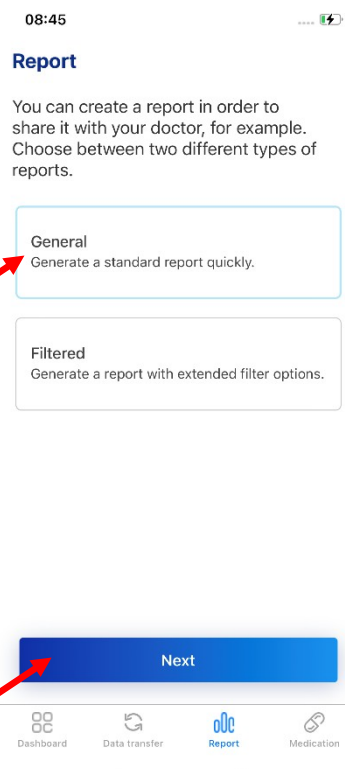 08:45
Report
You can create a report in order to
share it with your doctor, for example.
Choose between two different types of
reports.
General
Generate a standard report quickly.
Filtered
Generate a report with extended filter options.
Next
Dashboard Data transfer Report Medication